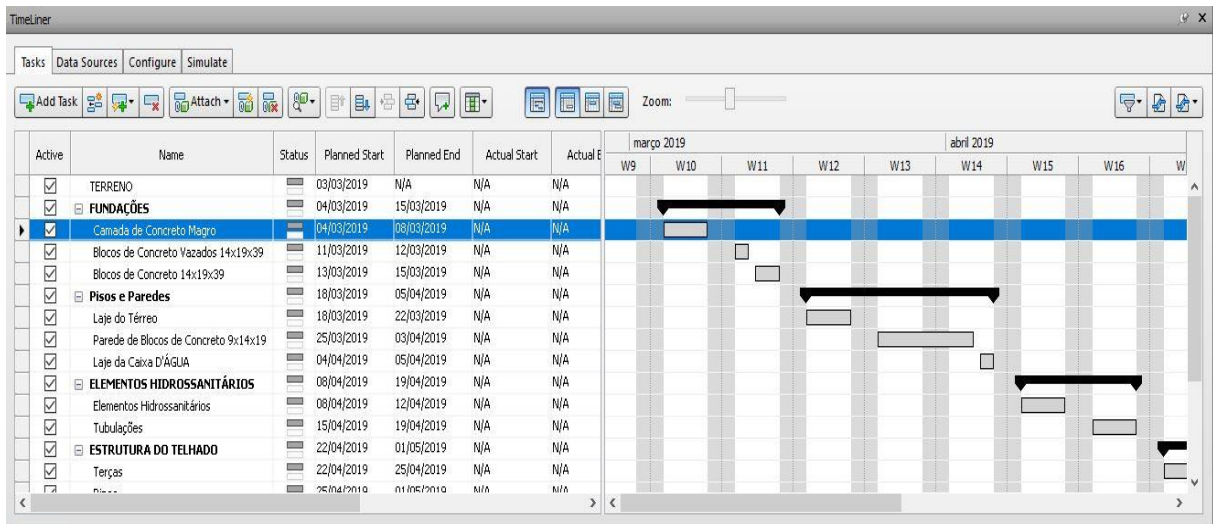 TimeLiner
Tasks Data Sources Configure Simulate
Add Task Attach Zoom:
Active Name Status Planned Start Planned End Actual Start Actual E
março 2019 abril 2019
W9 W10 W11 W12 W13 W14 W15 W16 W
TERRENO 03/03/2019 N/A N/A N/A
FUNDAÇÕES 04/03/2019 15/03/2019 N/A N/A
Camada de Concreto Magro 04/03/2019 08/03/2019 N/A N/A
Blocos de Concreto Vazados 14x19x39 11/03/2019 12/03/2019 N/A N/A
Blocos de Concreto 14x19x39 13/03/2019 15/03/2019 N/A N/A
Pisos e Paredes 18/03/2019 05/04/2019 N/A N/A
Laje do Térreo 18/03/2019 22/03/2019 N/A N/A
Parede de Blocos de Concreto 9x14x19 25/03/2019 03/04/2019 N/A N/A
Laje da Caixa D'ÁGUA 04/04/2019 05/04/2019 N/A N/A
ELEMENTOS HIDROSSANITÁRIOS 08/04/2019 19/04/2019 N/A N/A
Elementos Hidrossanitários 08/04/2019 12/04/2019 N/A N/A
Tubulações 15/04/2019 19/04/2019 N/A N/A
ESTRUTURA DO TELHADO 22/04/2019 01/05/2019 N/A N/A
Terças 22/04/2019 25/04/2019 N/A N/A
25/04/2019 01/05/2019 N/A N/A